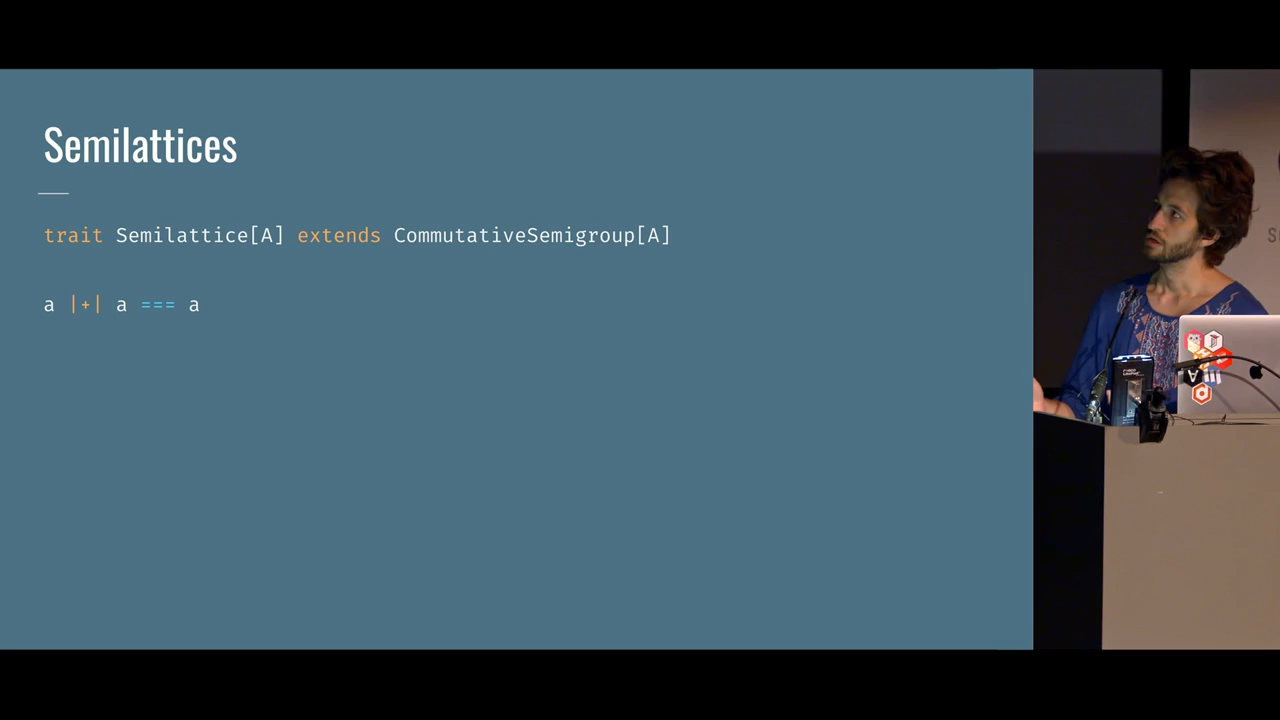 Semilattices
trait Semilattice[A] extends CommutativeSemigroup[A]
a |+| a === a